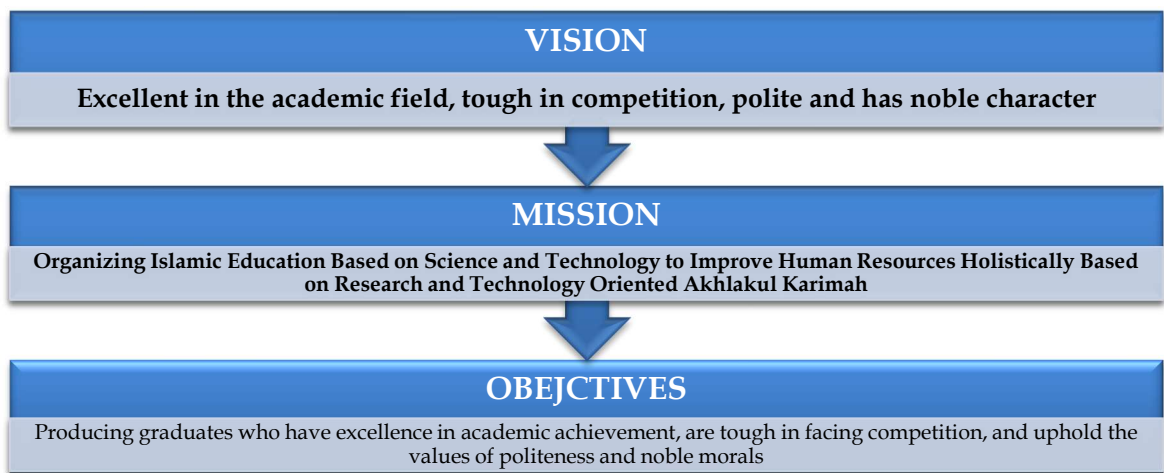 VISION
Excellent in the academic field, tough in competition, polite and has noble character
MISSION
Organizing Islamic Education Based on Science and Technology to Improve Human Resources Holistically Based
on Research and Technology Oriented Akhlakul Karimah
OBEJCTIVES
Producing graduates who have excellence in academic achievement, are tough in facing competition, and uphold the
values of politeness and noble morals